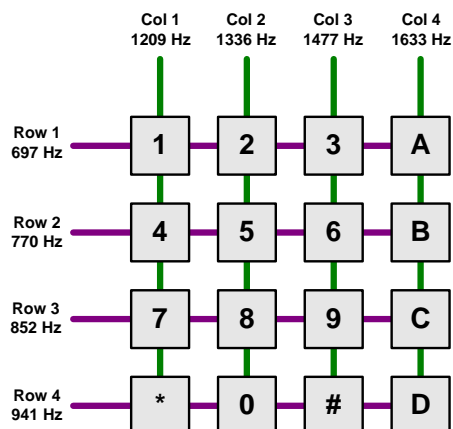 Col 1 Col 2 Col 3 Col 4
1209 Hz 1336 Hz 1477 Hz 1633 Hz
Row 1
697 Hz
1 2 3 A
Row 2
770 Hz
4 5 6 B
Row 3
852 Hz
7 8 9 C
Row 4
941 Hz
* 0 # D